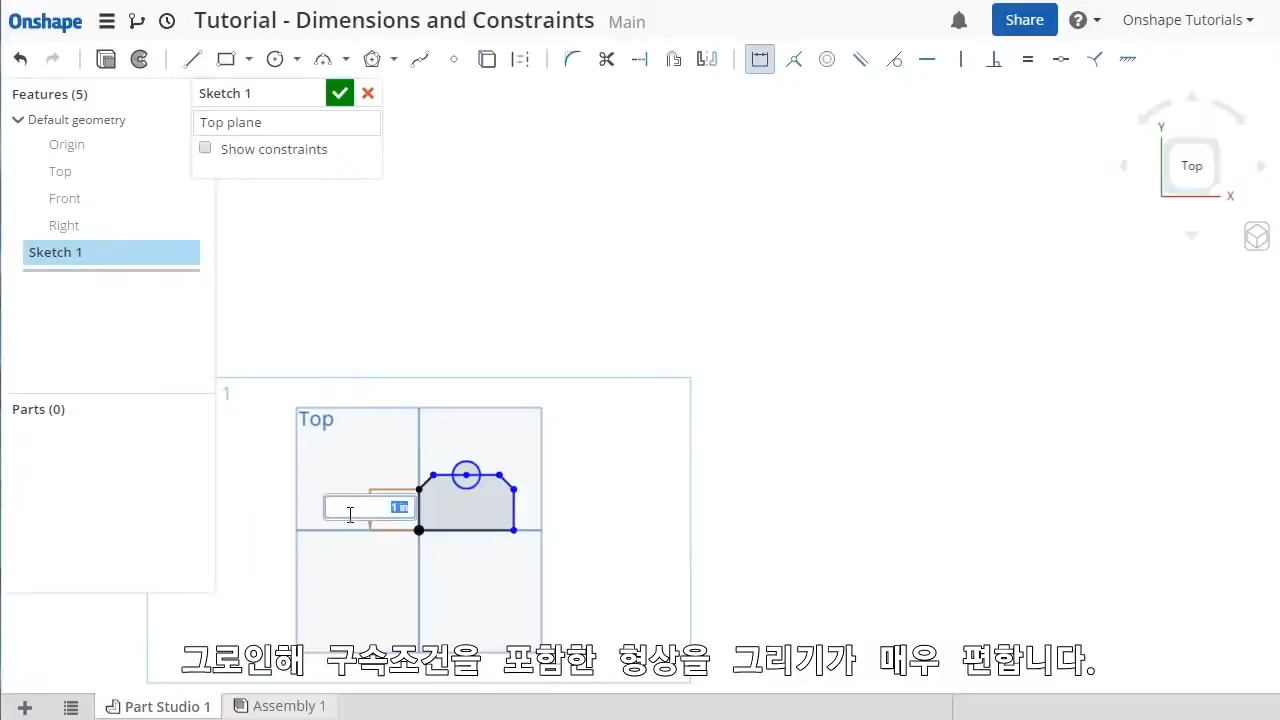 Onshape Tutorial - Dimensions and Constraints Main Share Onshape Tutorials
Features (5)
Sketch 1
Default geometry
Top plane
Origin
Show constraints
Top
Front
Right
Sketch 1
Y
Top
X
Parts (0)
1
Top
1 in
그로인해 구속조건을 포함한 형상을 그리기가 매우 편합니다.
Part Studio 1 Assembly 1